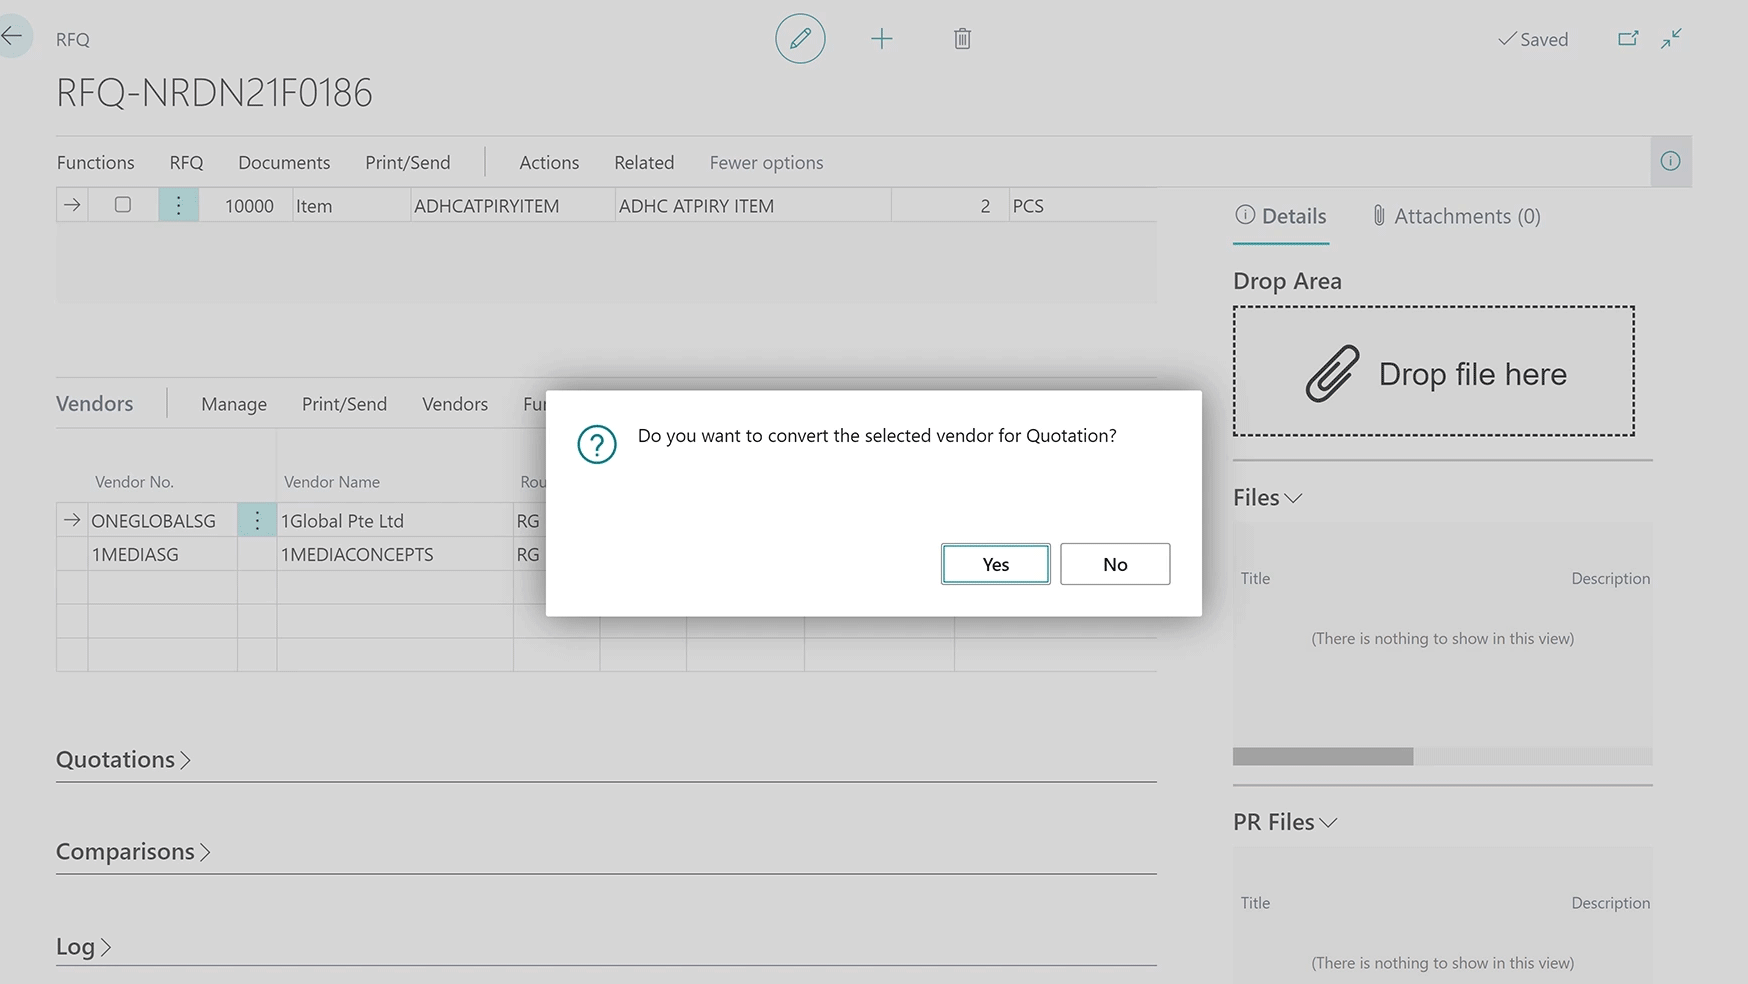 RFQ
Saved
RFQ-NRDN21F0186
Functions RFQ Documents Print/Send Actions Related Fewer options
10000 Item ADHCATPIRYITEM ADHC ATPIRY ITEM 2 PCS
Details Attachments (0)
Drop Area
Drop file here
Vendors Manage Print/Send Vendors
Do you want to convert the selected vendor for Quotation?
Yes No
Vendor No. Vendor Name
ONEGLOBALSG 1Global Pte Ltd RG
1MEDIASG 1MEDIACONCEPTS RG
Files
Title Description
(There is nothing to show in this view)
Quotations
Comparisons
Log
PR Files
Title Description
(There is nothing to show in this view)